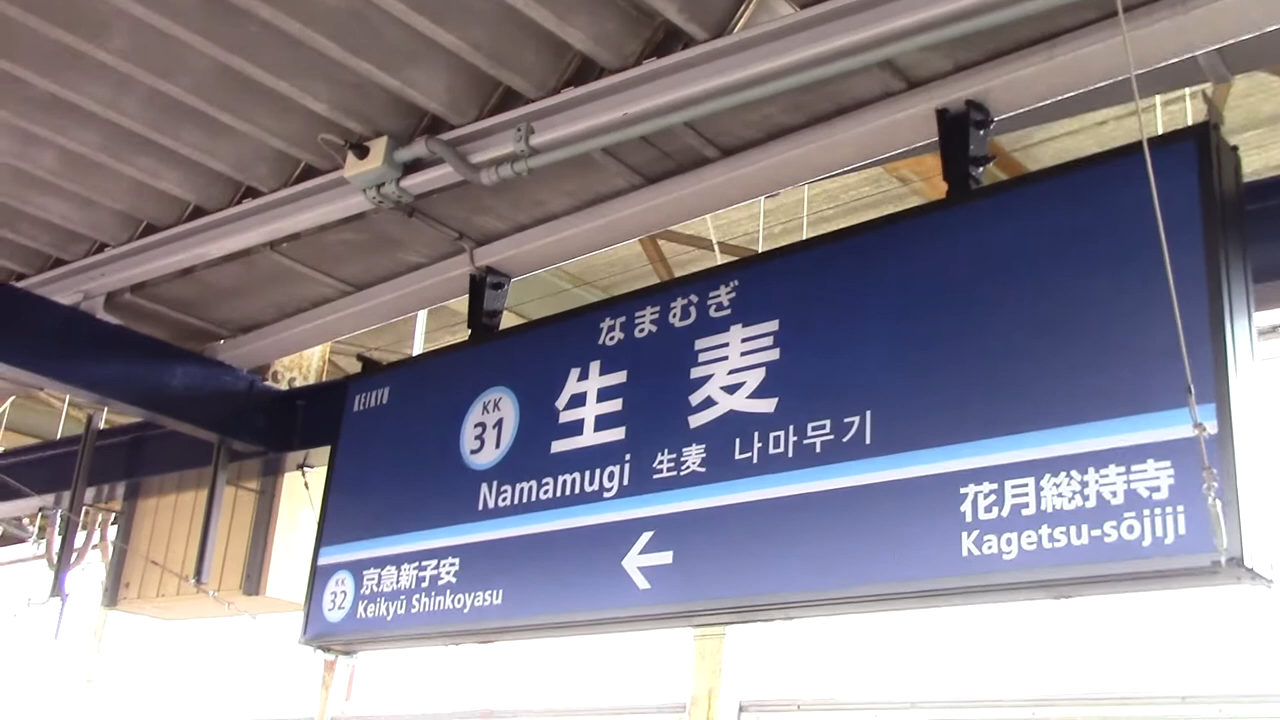 KEIKYU
なまむぎ
KK
31
生麦
Namamugi 生麦 나마무기
KK
32
京急新子安
Keikyū Shinkoyasu
←
花月総持寺
Kagetsu-sōjiji